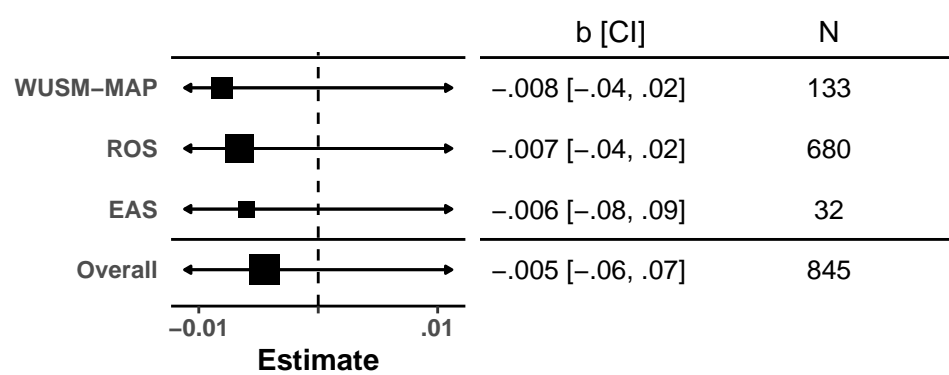 b [CI] N
WUSM−MAP −.008 [−.04, .02] 133
ROS −.007 [−.04, .02] 680
EAS −.006 [−.08, .09] 32
Overall −.005 [−.06, .07] 845
−0.01 .01
Estimate